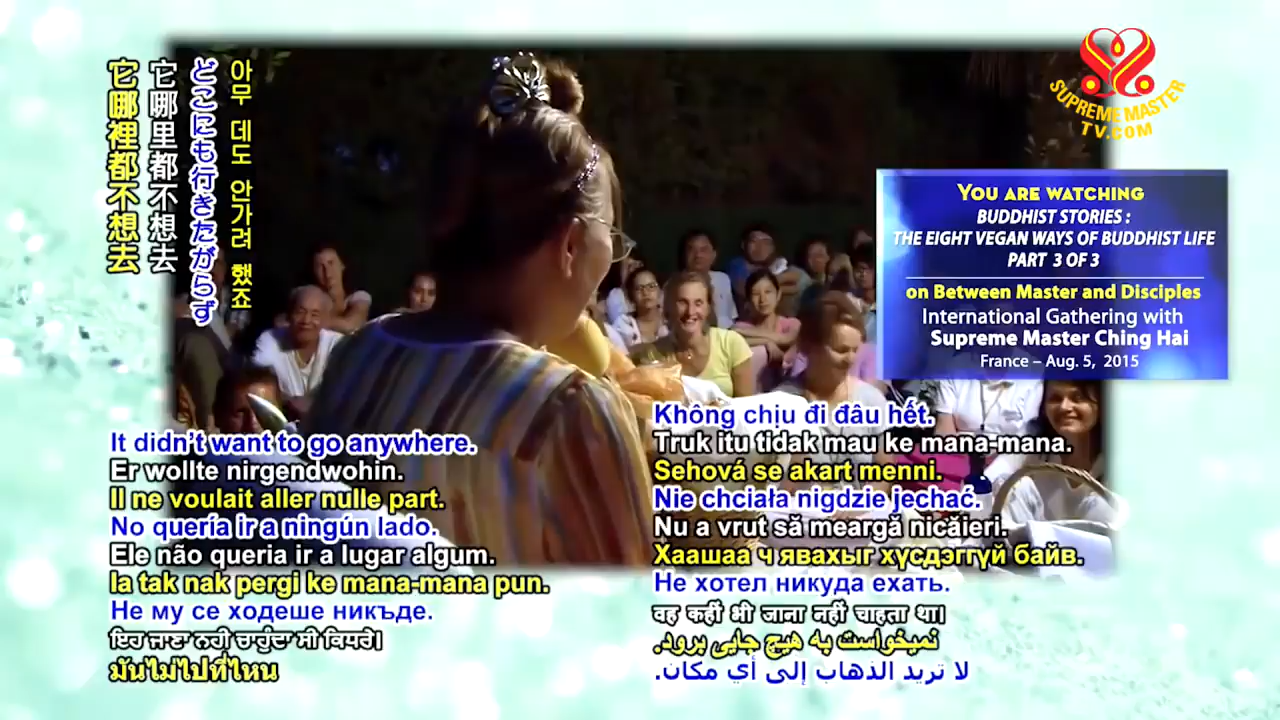 它哪裡都不想去
它哪里都不想去
どこにも行きたがらず
아무 데도 안가려 했죠
SUPREME MASTER
TV.COM
YOU ARE WATCHING
BUDDHIST STORIES :
THE EIGHT VEGAN WAYS OF BUDDHIST LIFE
PART 3 OF 3
on Between Master and Disciples
International Gathering with
Supreme Master Ching Hai
France – Aug. 5, 2015
It didn't want to go anywhere.
Er wollte nirgendwohin.
Il ne voulait aller nulle part.
No quería ir a ningún lado.
Ele não queria ir a lugar algum.
Ia tak nak pergi ke mana-mana pun.
Не му се ходеше никъде.
ਇਹ ਜਾਣਾ ਨਹੀ ਚਾਹੁੰਦਾ ਸੀ ਕਿਧਰੇ।
มันไม่ไปที่ไหน
Không chịu đi đâu hết.
Truk itu tidak mau ke mana-mana.
Sehová se akart menni.
Nie chciała nigdzie jechać.
Nu a vrut să meargă nicăieri.
Хаашаа ч явахыг хүсдэггүй байв.
Не хотел никуда ехать.
वह कहीं भी जाना नहीं चाहता था।
نمیخواست به هیچ جایی برود.
لا تريد الذهاب إلى أي مكان.